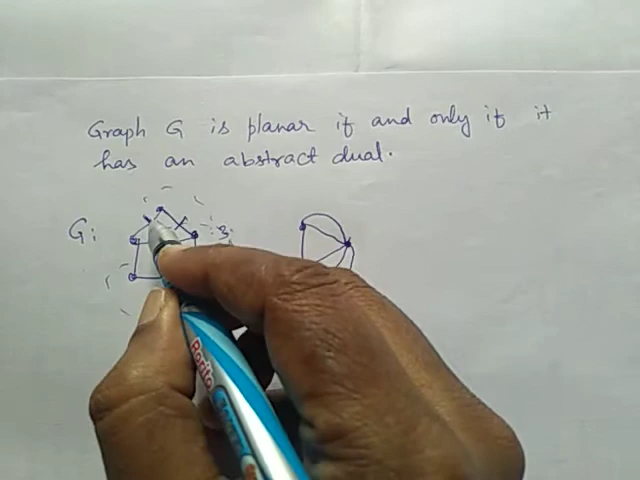 Graph G is planar if and only if it
has an abstract dual.
G: